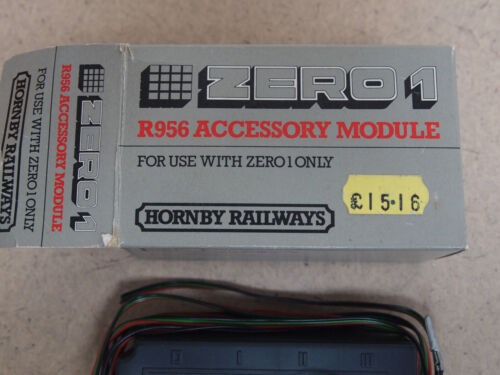 ZERO 1
R956 ACCESSORY MODULE
FOR USE WITH ZERO 1 ONLY
HORNBY RAILWAYS
£15.16
ZERO 1
R956 ACCESSORY MODULE
FOR USE WITH ZERO 1 ONLY
HORNBY RAILWAYS